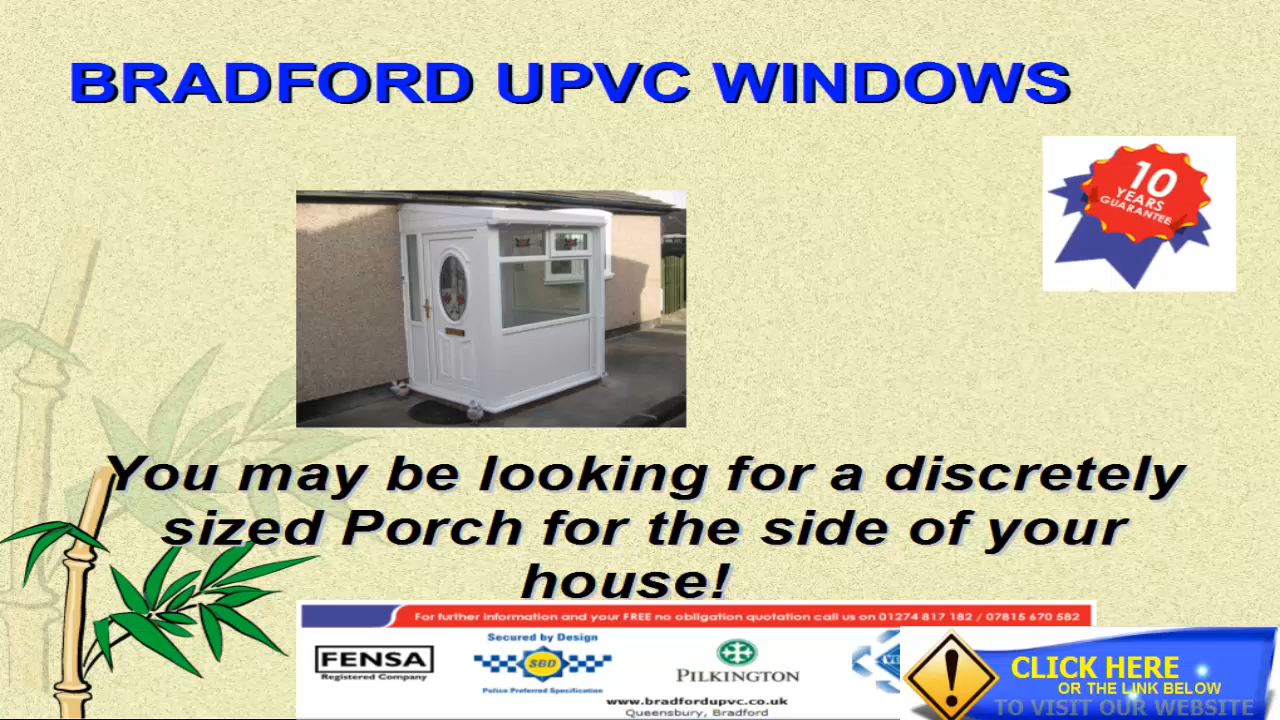 BRADFORD UPVC WINDOWS
10
YEARS
GUARANTEE
You may be looking for a discretely
sized Porch for the side of your
house!
For further information and your FREE no obligation quotation call us on 01274 817 182 / 07815 670 582
FENSA
Registered Company
Secured by Design
SBD
Police Preferred Specification
PILKINGTON
www.bradfordupvc.co.uk
Queensbury, Bradford
CLICK HERE
OR THE LINK BELOW
TO VISIT OUR WEBSITE